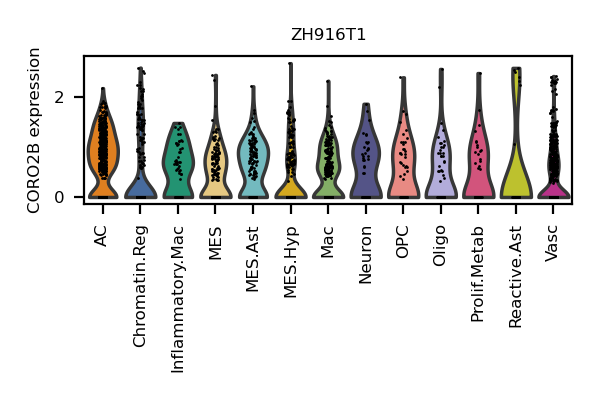 ZH916T1
CORO2B expression
2
0
AC
Chromatin.Reg
Inflammatory.Mac
MES
MES.Ast
MES.Hyp
Mac
Neuron
OPC
Oligo
Prolif.Metab
Reactive.Ast
Vasc